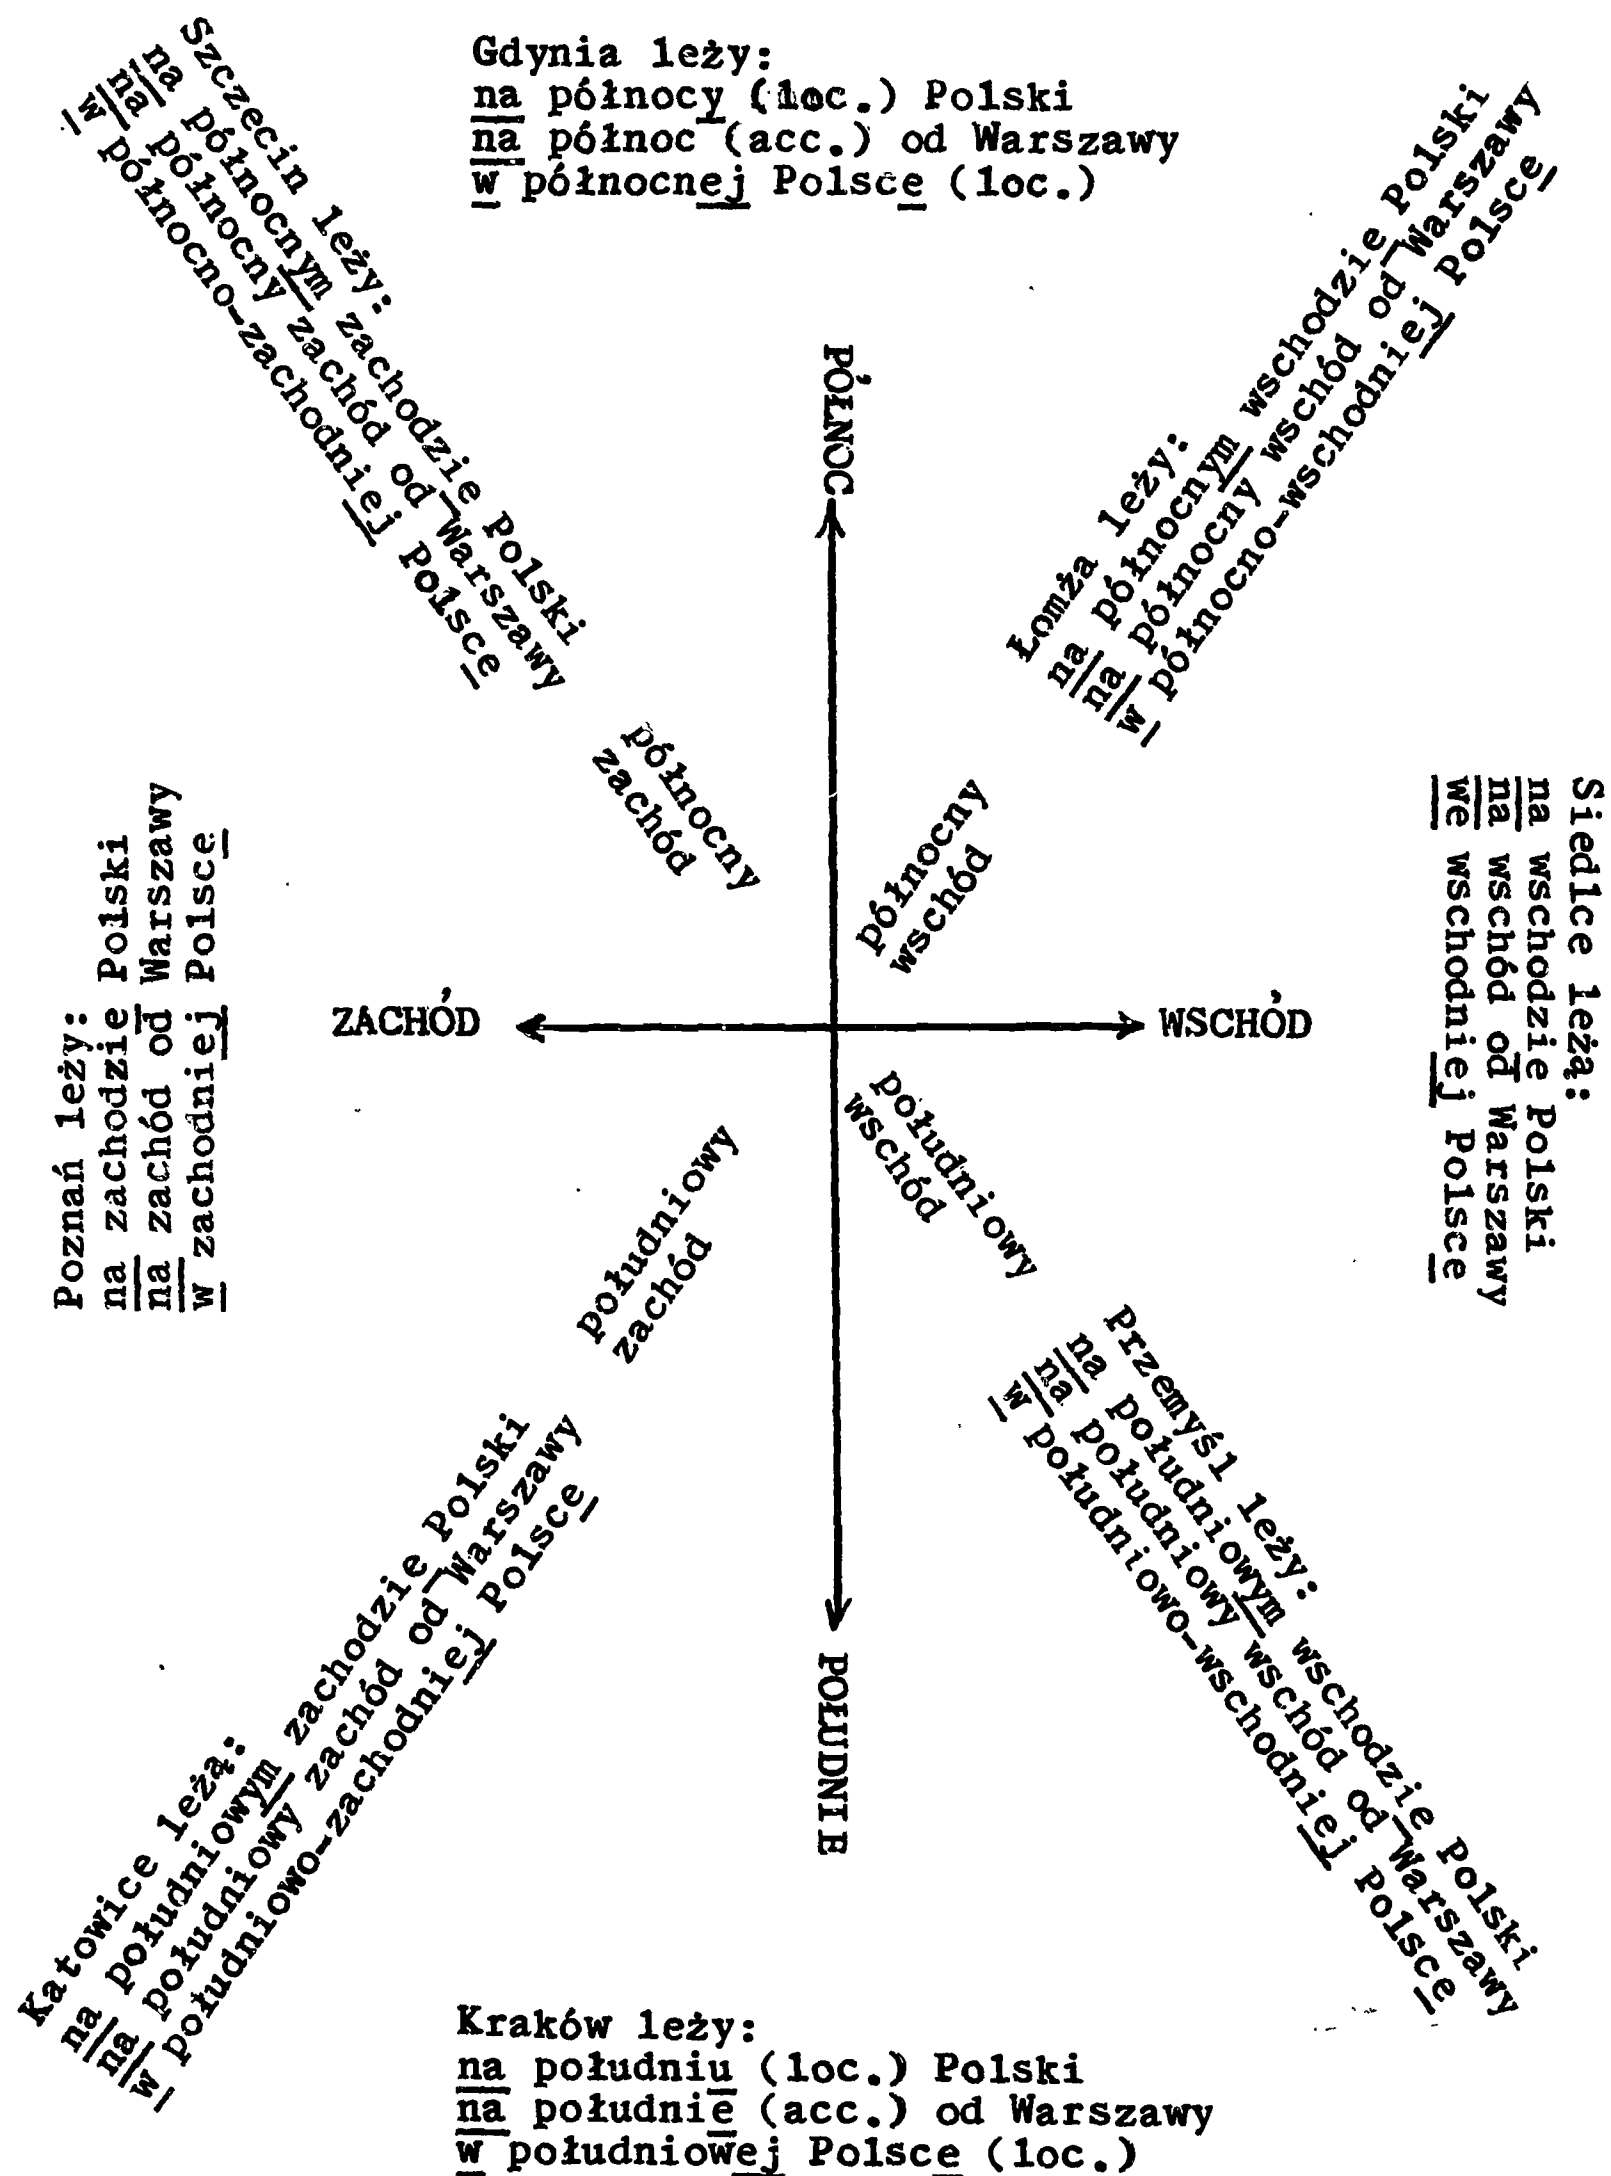 Gdynia leży:
na północy (loc.) Polski
na północ (acc.) od Warszawy
w północnej Polsce (loc.)
Szczecin leży:
na północnym zachodzie Polski
na północny zachód od Warszawy
w północno-zachodniej Polsce
Łomża leży:
na północnym wschodzie Polski
na północny wschód od Warszawy
w północno-wschodniej Polsce
PÓŁNOC
północny
zachód
północny
wschód
Poznań leży:
na zachodzie Polski
na zachód od Warszawy
w zachodniej Polsce
ZACHÓD
WSCHÓD
Siedlce leżą:
na wschodzie Polski
na wschód od Warszawy
we wschodniej Polsce
południowy
zachód
południowy
wschód
Katowice leżą:
na południowym zachodzie Polski
na południowy zachód od Warszawy
w południowo-zachodniej Polsce
POŁUDNIE
Przemyśl leży:
na południowym wschodzie Polski
na południowy wschód od Warszawy
w południowo-wschodniej Polsce
Kraków leży:
na południu (loc.) Polski
na południe (acc.) od Warszawy
w południowej Polsce (loc.)